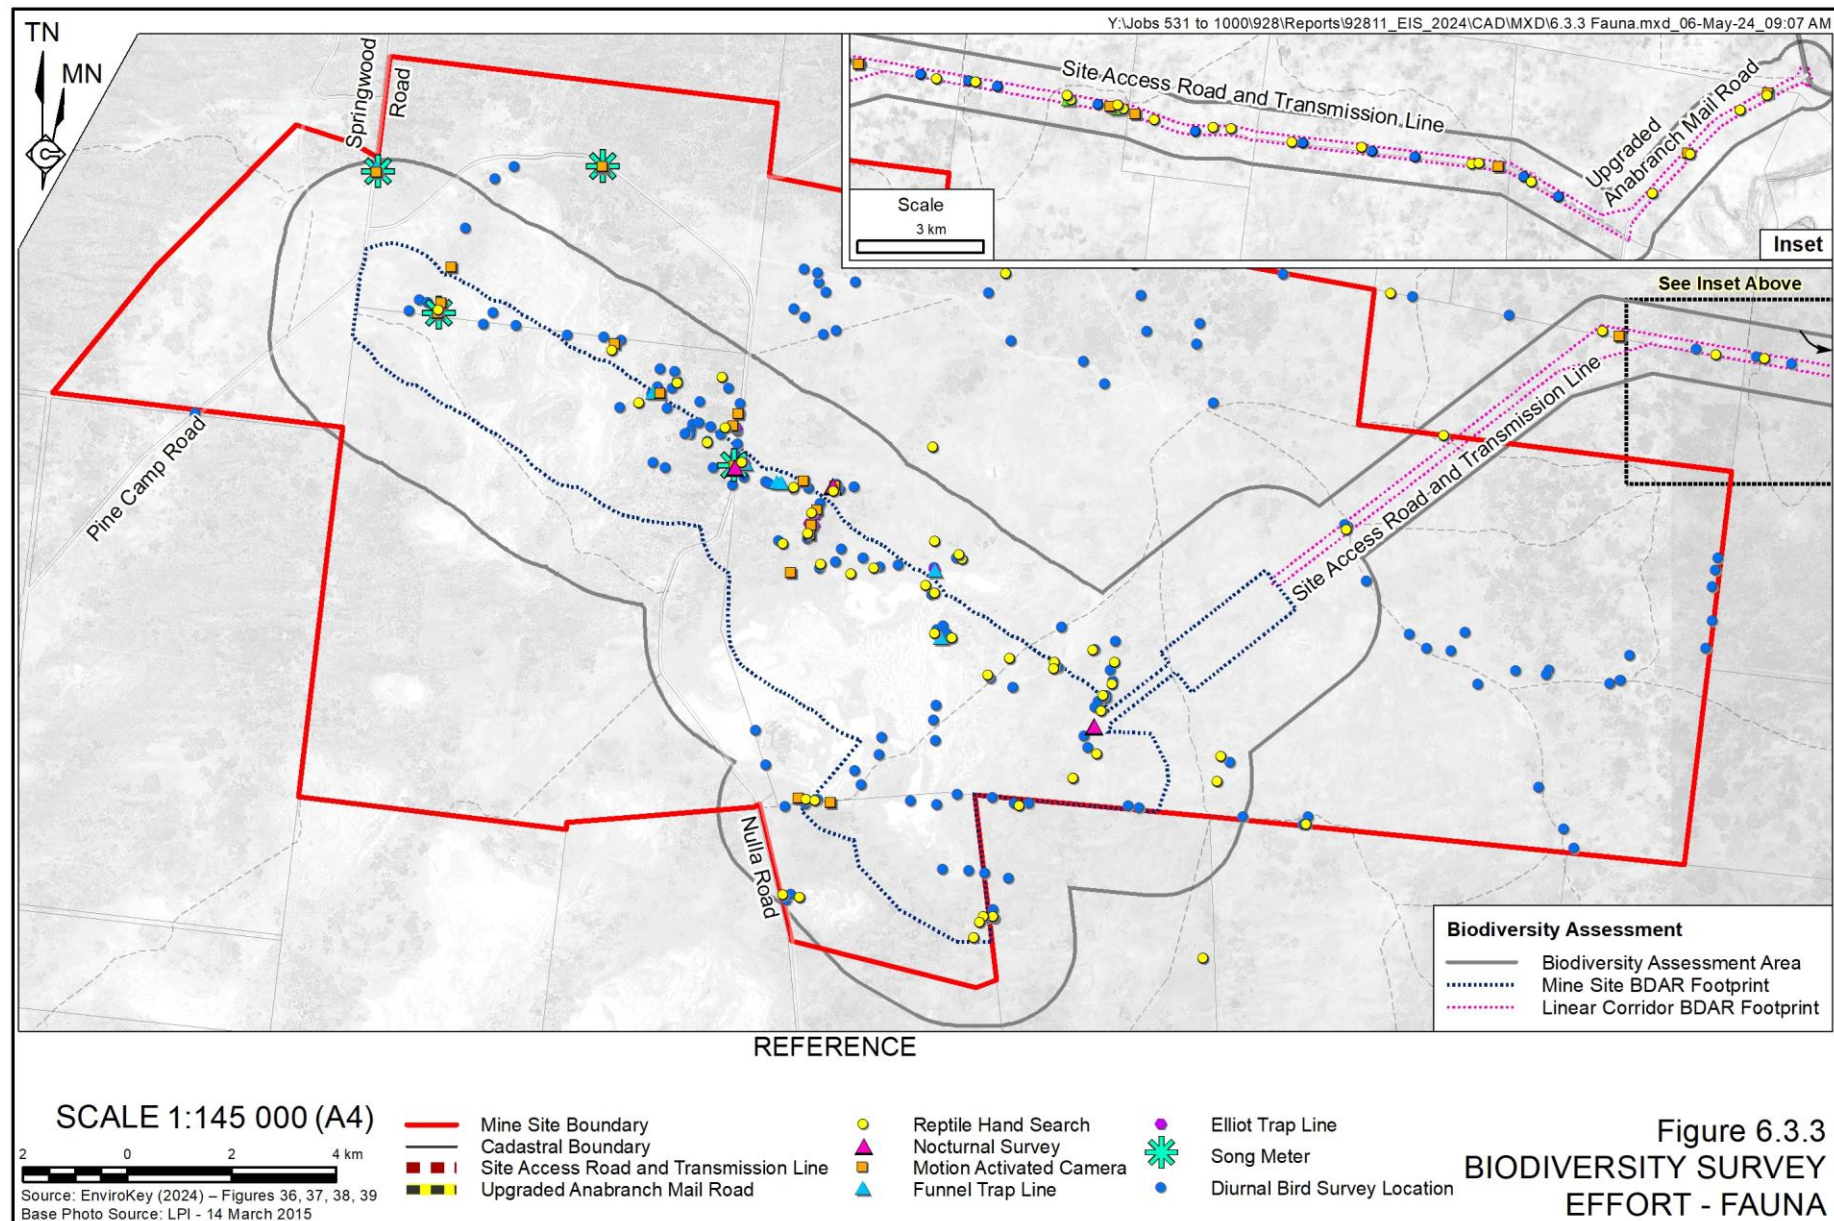 Y:\Jobs 531 to 1000\928\Reports\92811_EIS_2024\CAD\MXD\6.3.3 Fauna.mxd_06-May-24_09:07 AM
TN
MN
Springwood
Road
Site Access Road and Transmission Line
Upgraded
Anabranch Mail Road
Scale
3 km
Inset
See Inset Above
Pine Camp Road
Site Access Road and Transmission Line
Nulla Road
Biodiversity Assessment
Biodiversity Assessment Area
Mine Site BDAR Footprint
Linear Corridor BDAR Footprint
REFERENCE
SCALE 1:145 000 (A4)
2 0 2 4 km
Source: EnviroKey (2024) – Figures 36, 37, 38, 39
Base Photo Source: LPI - 14 March 2015
Mine Site Boundary
Cadastral Boundary
Site Access Road and Transmission Line
Upgraded Anabranch Mail Road
Reptile Hand Search
Nocturnal Survey
Motion Activated Camera
Funnel Trap Line
Elliot Trap Line
Song Meter
Diurnal Bird Survey Location
Figure 6.3.3
BIODIVERSITY SURVEY
EFFORT - FAUNA